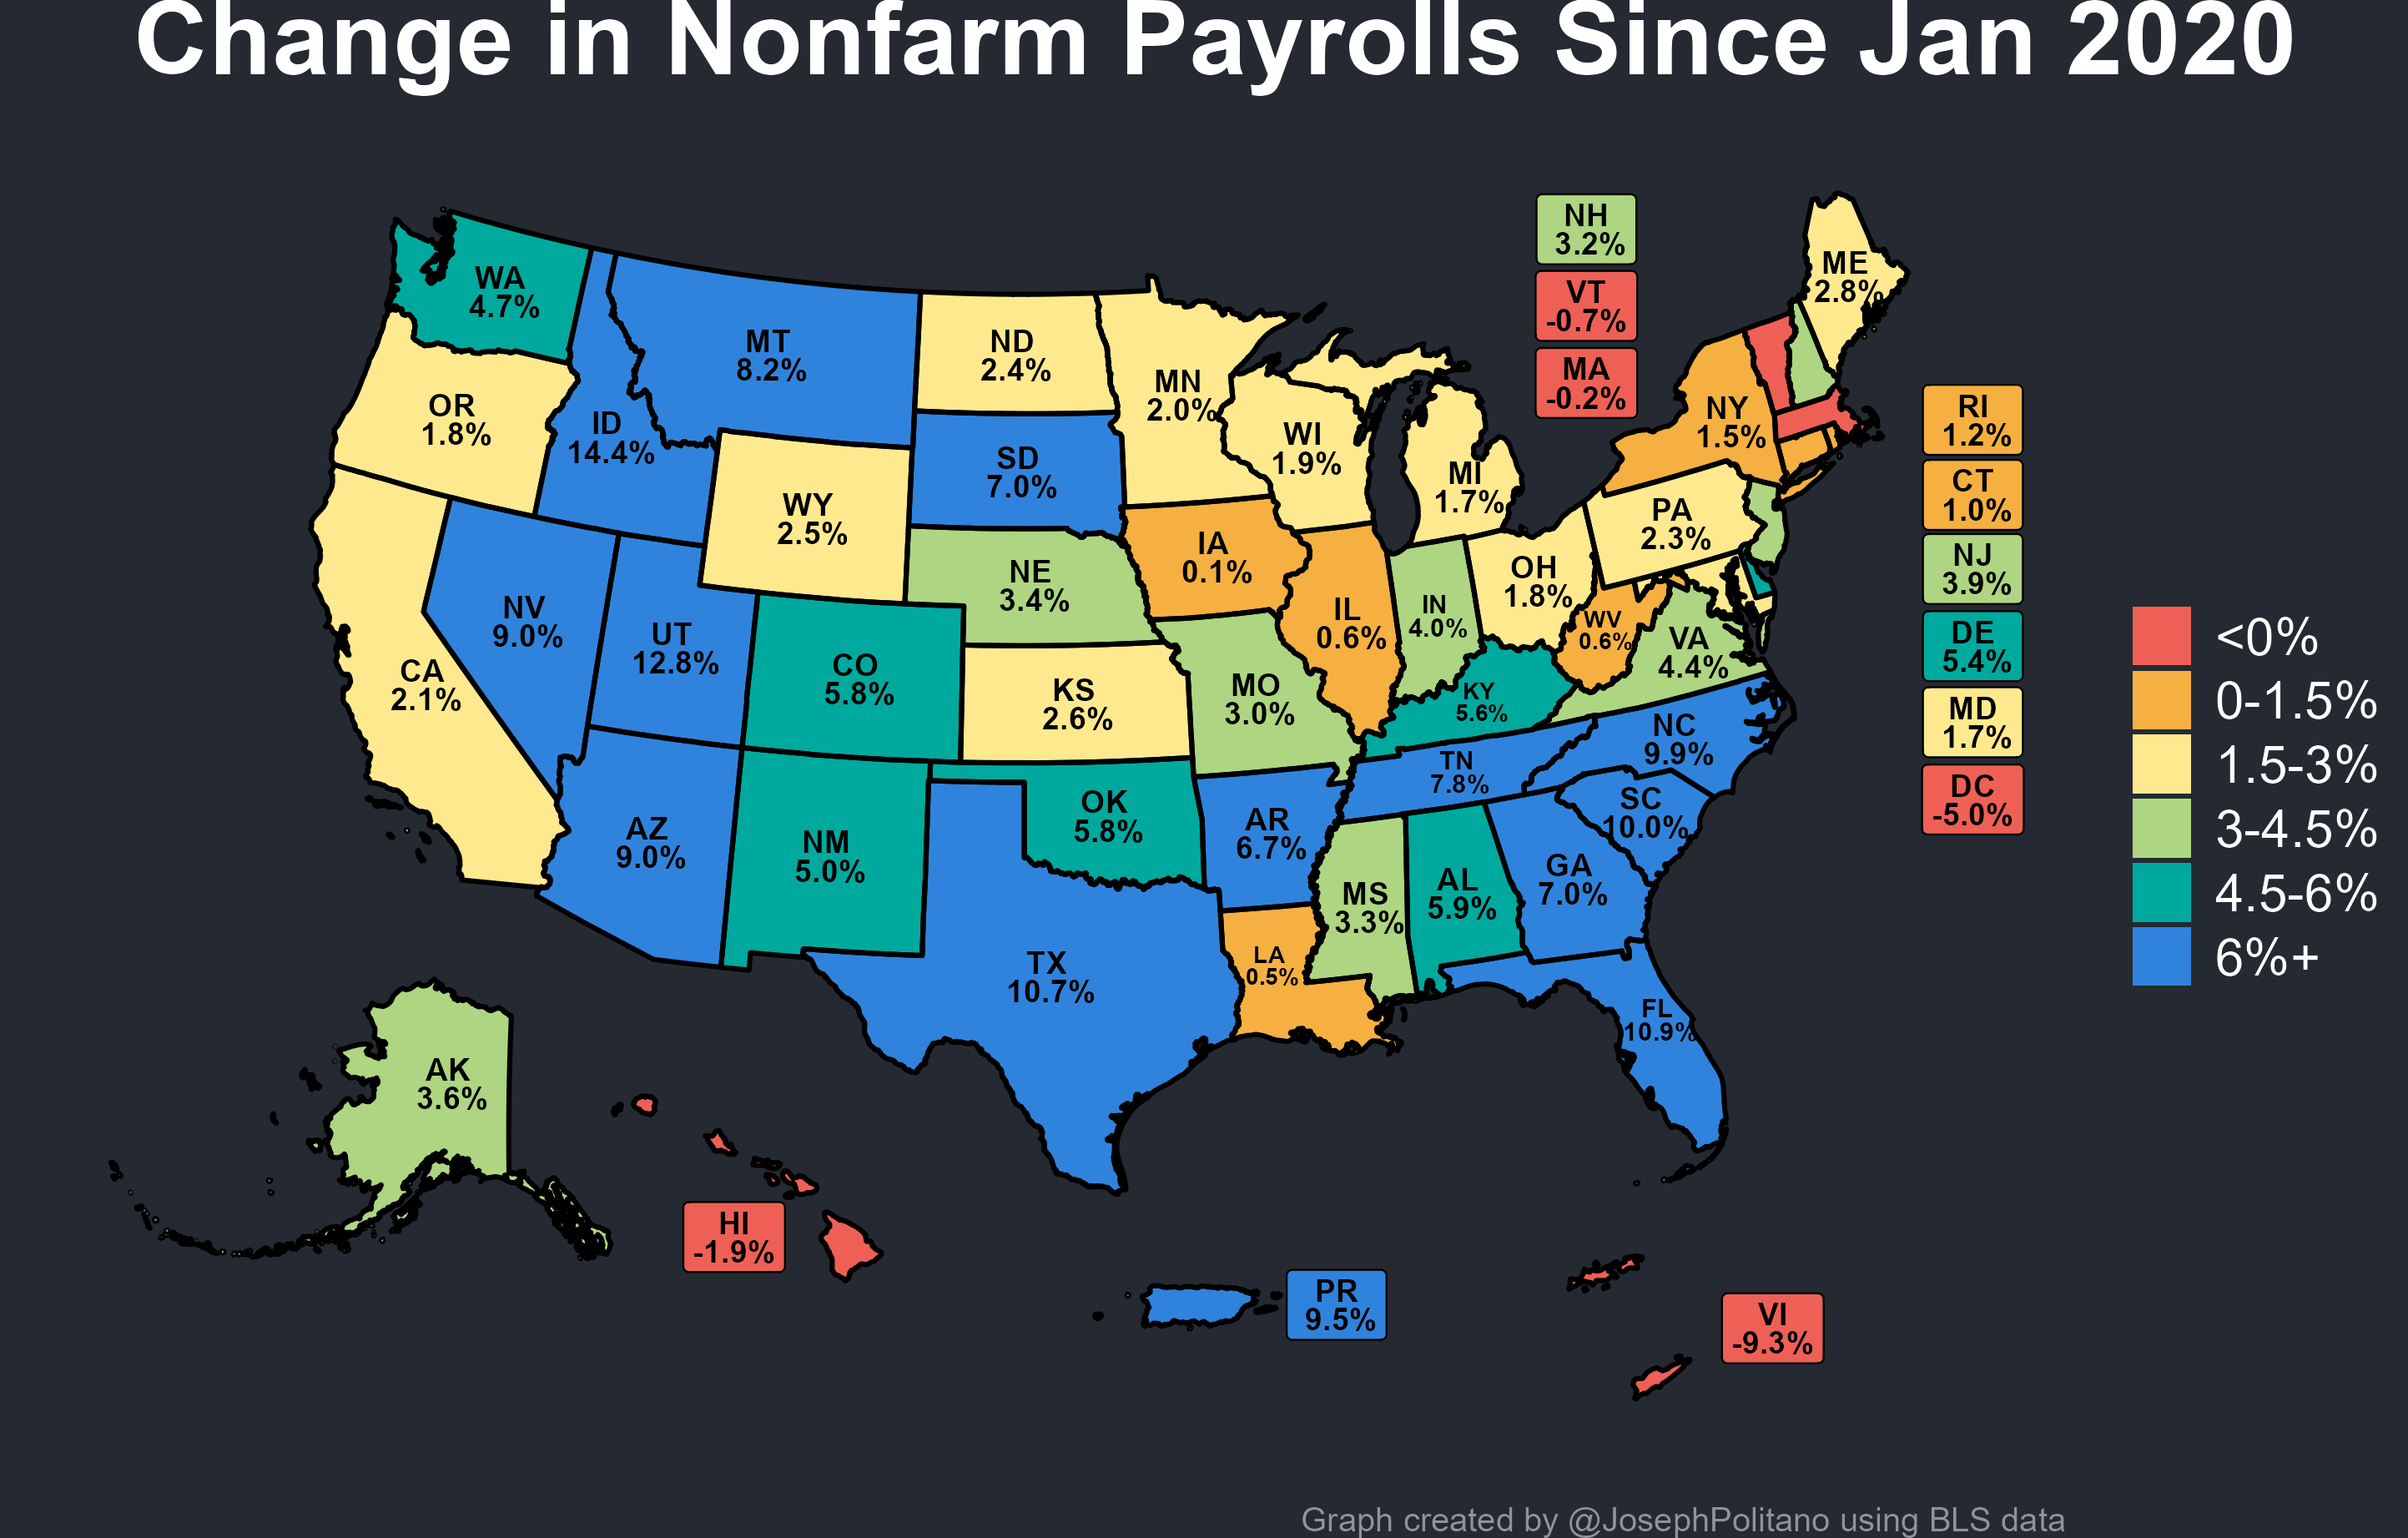 Change in Nonfarm Payrolls Since Jan 2020
NH
3.2%
VT
-0.7%
MA
-0.2%
ME
2.8%
WA
4.7%
MT
8.2%
ND
2.4%
MN
2.0%
OR
1.8%
ID
14.4%
SD
7.0%
WI
1.9%
MI
1.7%
NY
1.5%
RI
1.2%
CT
1.0%
NJ
3.9%
DE
5.4%
MD
1.7%
DC
-5.0%
WY
2.5%
PA
2.3%
IA
0.1%
NE
3.4%
OH
1.8%
IN
4.0%
IL
0.6%
WV
0.6%
VA
4.4%
NV
9.0%
UT
12.8%
CA
2.1%
CO
5.8%
KS
2.6%
MO
3.0%
KY
5.6%
NC
9.9%
TN
7.8%
SC
10.0%
AZ
9.0%
NM
5.0%
OK
5.8%
AR
6.7%
MS
3.3%
AL
5.9%
GA
7.0%
TX
10.7%
LA
0.5%
FL
10.9%
AK
3.6%
HI
-1.9%
PR
9.5%
VI
-9.3%
<0%
0-1.5%
1.5-3%
3-4.5%
4.5-6%
6%+
Graph created by @JosephPolitano using BLS data